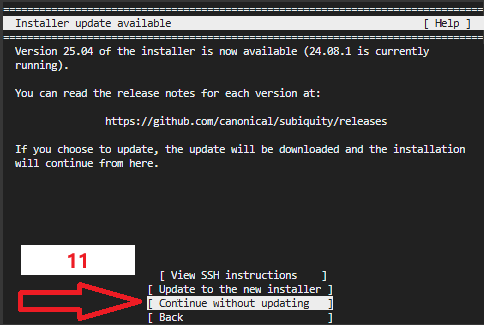 Installer update available [ Help ]
Version 25.04 of the installer is now available (24.08.1 is currently
running).
You can read the release notes for each version at:
https://github.com/canonical/subiquity/releases
If you choose to update, the update will be downloaded and the installation
will continue from here.
11
[ View SSH instructions ]
[ Update to the new installer ]
[ Continue without updating ]
[ Back ]